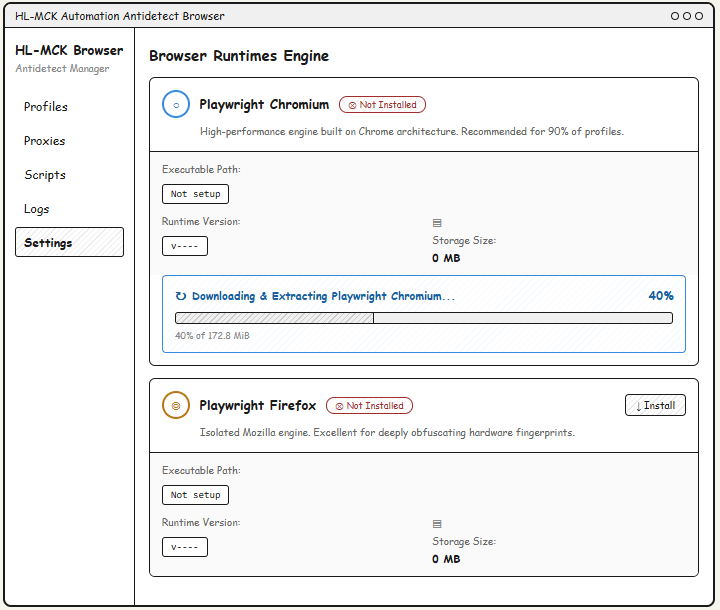 HL-MCK Automation Antidetect Browser
HL-MCK Browser
Antidetect Manager
Profiles
Proxies
Scripts
Logs
Settings
Browser Runtimes Engine
Playwright Chromium
Not Installed
High-performance engine built on Chrome architecture. Recommended for 90% of profiles.
Executable Path:
Not setup
Runtime Version:
v----
Storage Size:
0 MB
Downloading & Extracting Playwright Chromium...
40%
40% of 172.8 MiB
Playwright Firefox
Not Installed
↓ Install
Isolated Mozilla engine. Excellent for deeply obfuscating hardware fingerprints.
Executable Path:
Not setup
Runtime Version:
v----
Storage Size:
0 MB